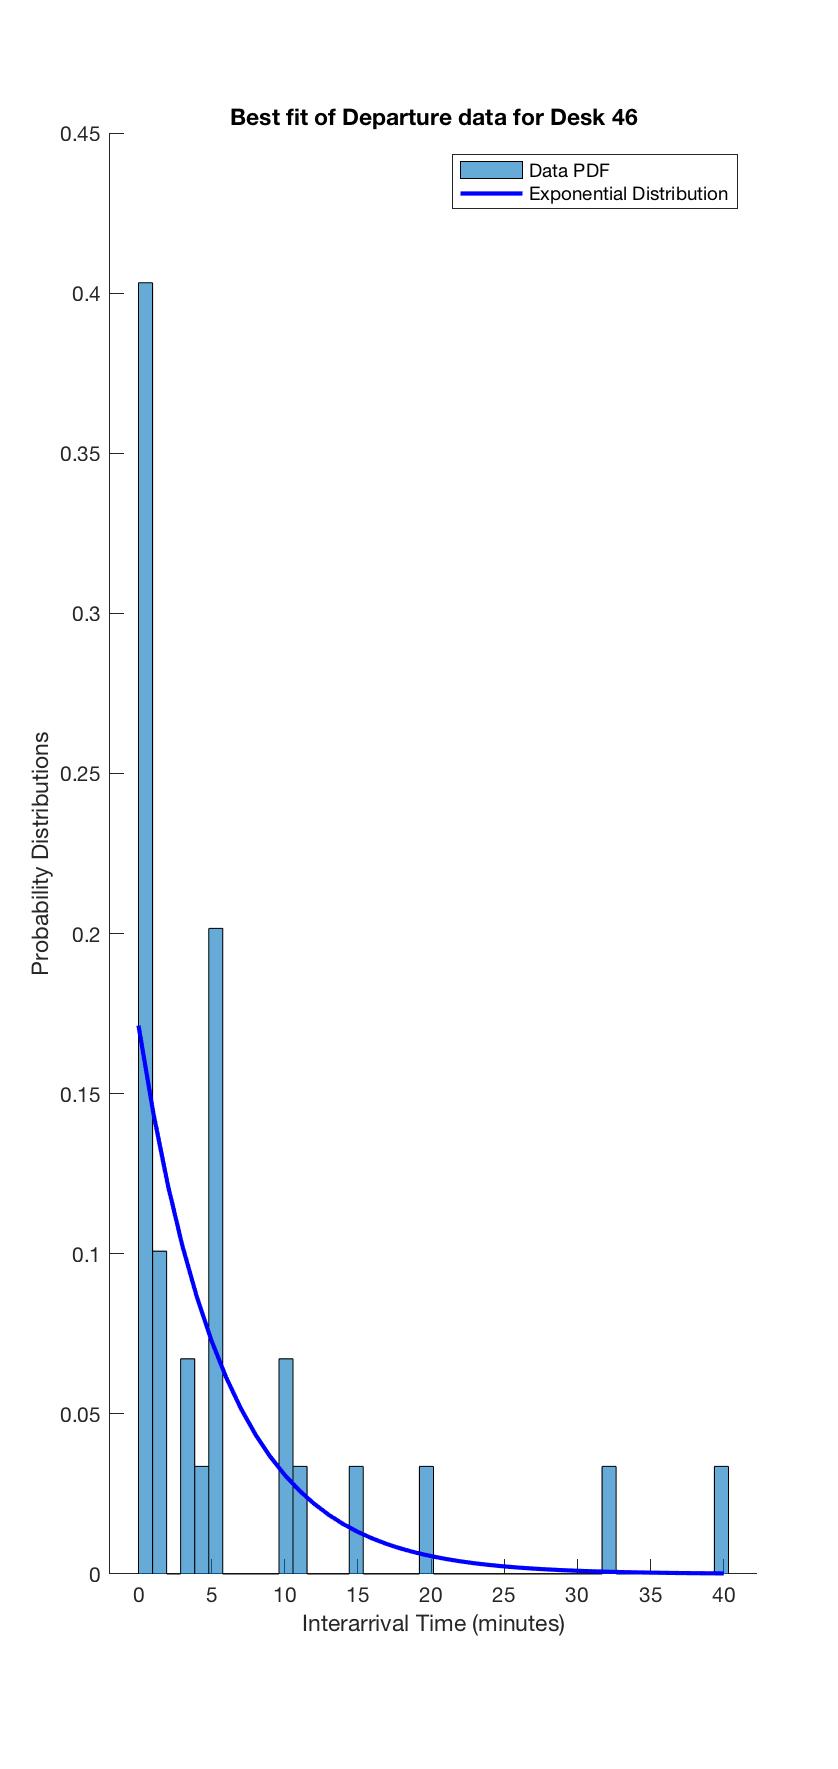 Best fit of Departure data for Desk 46
Data PDF
Exponential Distribution
0.45
0.4
0.35
0.3
0.25
0.2
0.15
0.1
0.05
0
Probability Distributions
0 5 10 15 20 25 30 35 40
Interarrival Time (minutes)